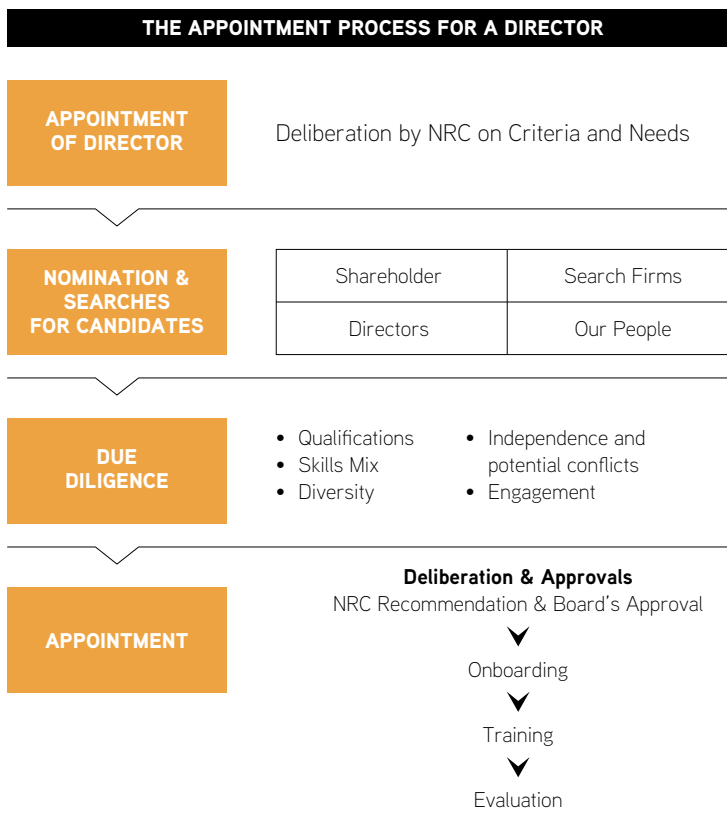 THE APPOINTMENT PROCESS FOR A DIRECTOR
APPOINTMENT
OF DIRECTOR
Deliberation by NRC on Criteria and Needs
NOMINATION &
SEARCHES
FOR CANDIDATES
Shareholder
Search Firms
Directors
Our People
DUE
DILIGENCE
• Qualifications
• Skills Mix
• Diversity
• Independence and
potential conflicts
• Engagement
APPOINTMENT
Deliberation & Approvals
NRC Recommendation & Board's Approval
Onboarding
Training
Evaluation